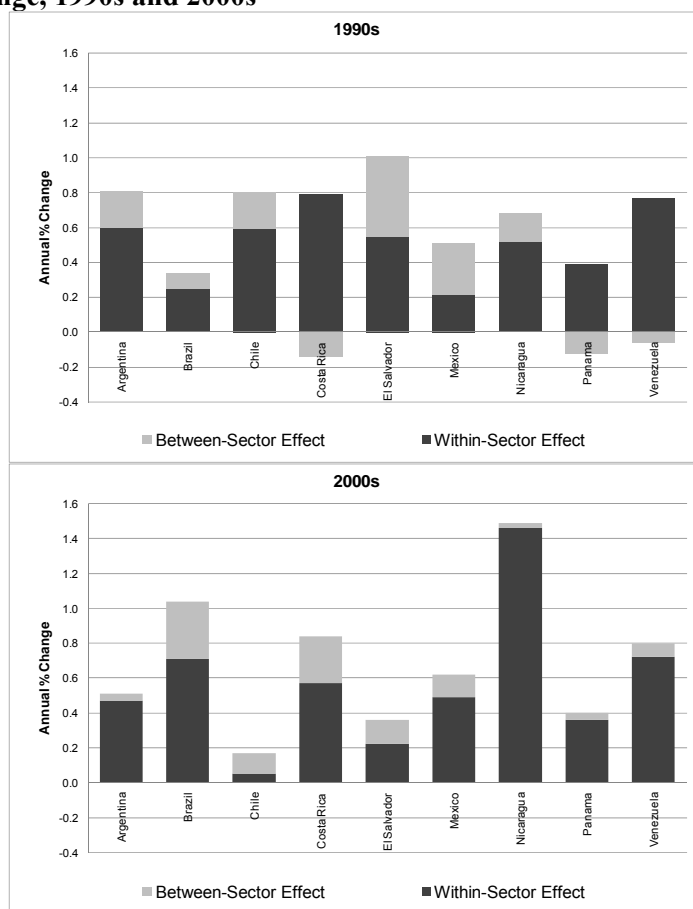 nge, 1990s and 2000s
1990s
1.6
1.4
1.2
1.0
0.8
0.6
0.4
0.2
0.0
-0.2
-0.4
Annual % Change
Argentina
Brazil
Chile
Costa Rica
El Salvador
Mexico
Nicaragua
Panama
Venezuela
Between-Sector Effect
Within-Sector Effect
2000s
1.6
1.4
1.2
1.0
0.8
0.6
0.4
0.2
0.0
-0.2
-0.4
Annual % Change
Argentina
Brazil
Chile
Costa Rica
El Salvador
Mexico
Nicaragua
Panama
Venezuela
Between-Sector Effect
Within-Sector Effect